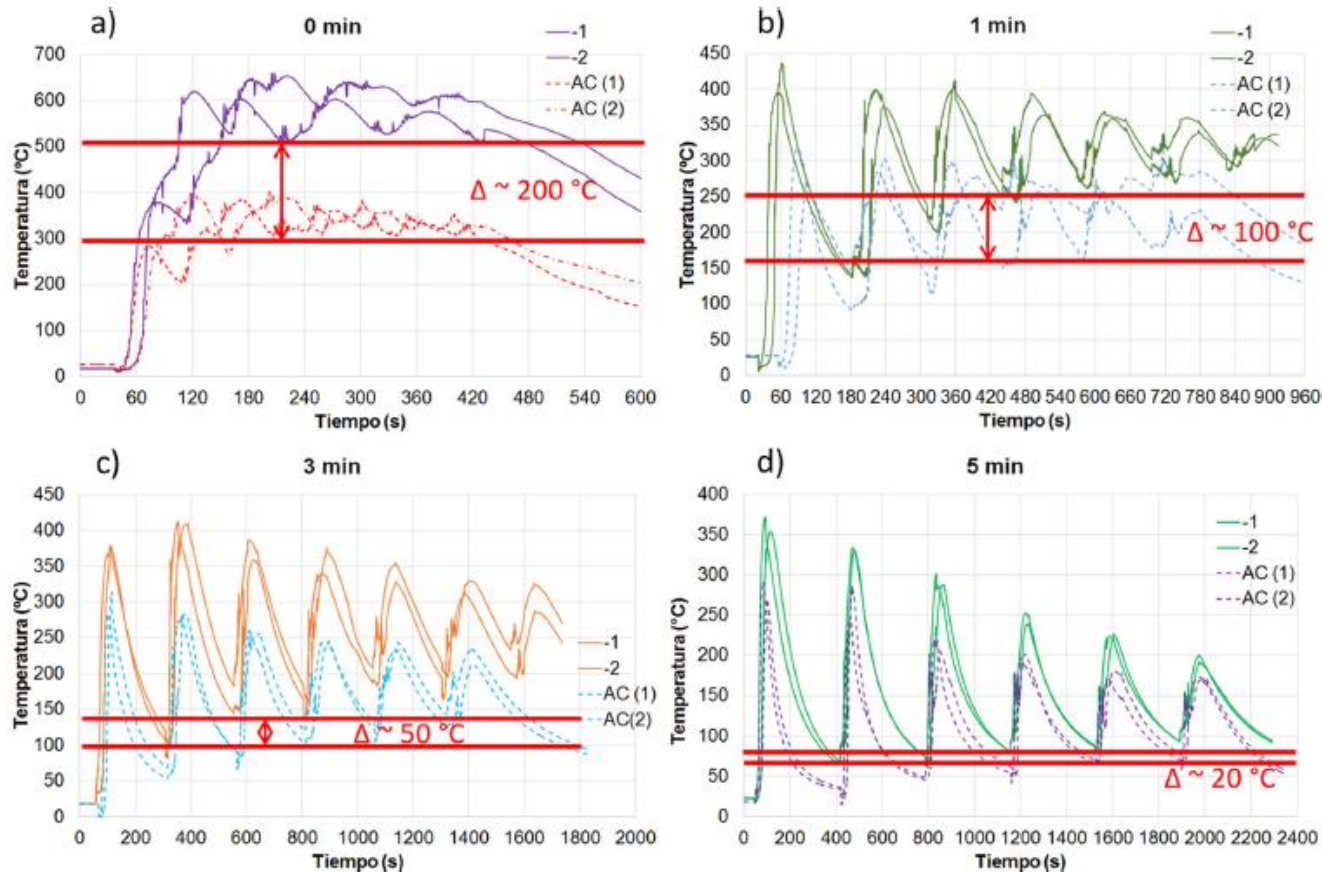 a)
0 min
-1
-2
AC (1)
AC (2)
700
600
500
400
300
200
100
0
Δ ~ 200 °C
0 60 120 180 240 300 360 420 480 540 600
Temperatura (ºC)
Tiempo (s)
b)
1 min
-1
-2
AC (1)
AC (2)
450
400
350
300
250
200
150
100
50
0
Δ ~ 100 °C
0 60 120 180 240 300 360 420 480 540 600 660 720 780 840 900 960
Temperatura (ºC)
Tiempo (s)
c)
3 min
450
400
350
300
250
200
150
100
50
0
-1
-2
AC (1)
AC(2)
Δ ~ 50 °C
0 200 400 600 800 1000 1200 1400 1600 1800 2000
Temperatura (ºC)
Tiempo (s)
d)
5 min
-1
-2
AC (1)
AC (2)
400
350
300
250
200
150
100
50
0
Δ ~ 20 °C
0 200 400 600 800 1000 1200 1400 1600 1800 2000 2200 2400
Temperatura (°C)
Tiempo (s)